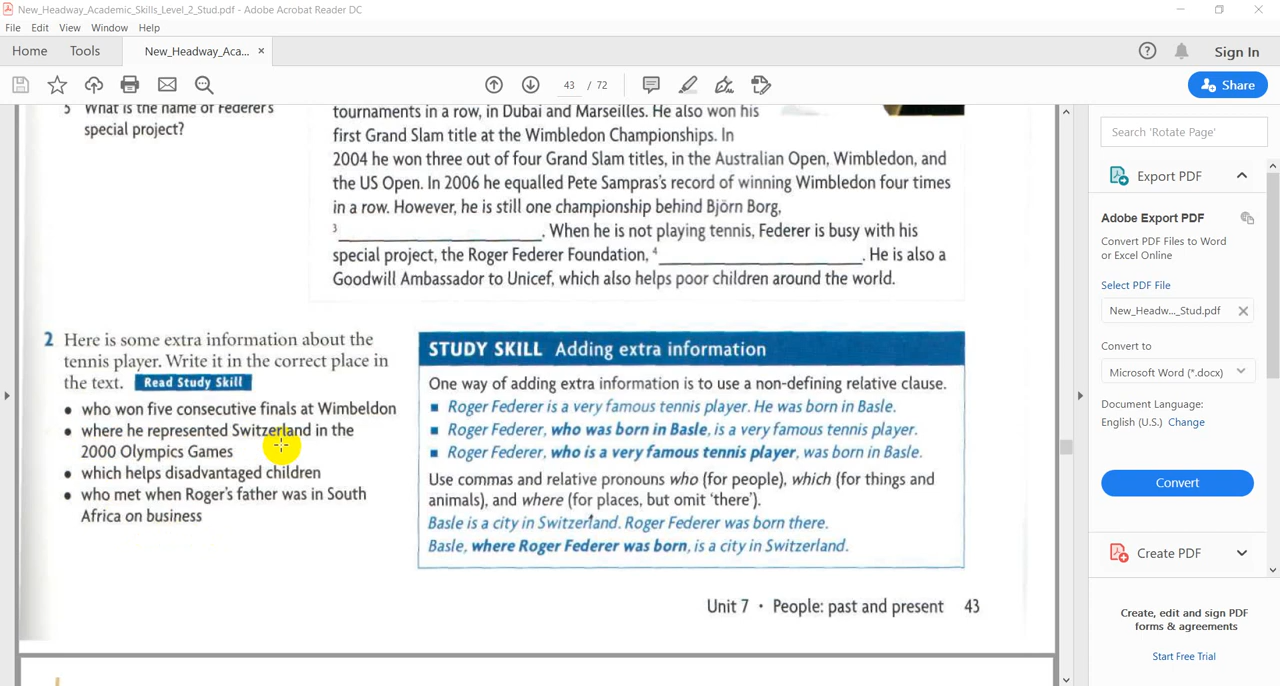 New_Headway_Academic_Skills_Level_2_Stud.pdf - Adobe Acrobat Reader DC
File Edit View Window Help
Home Tools New_Headway_Aca... × Sign In
43 / 72 Share
5 What is the name of Federer's
special project?
tournaments in a row, in Dubai and Marseilles. He also won his
first Grand Slam title at the Wimbledon Championships. In
2004 he won three out of four Grand Slam titles, in the Australian Open, Wimbledon, and
the US Open. In 2006 he equalled Pete Sampras's record of winning Wimbledon four times
in a row. However, he is still one championship behind Björn Borg,
3 ____________________. When he is not playing tennis, Federer is busy with his
special project, the Roger Federer Foundation, 4 ____________________. He is also a
Goodwill Ambassador to Unicef, which also helps poor children around the world.
2 Here is some extra information about the
tennis player. Write it in the correct place in
the text. Read Study Skill
• who won five consecutive finals at Wimbeldon
• where he represented Switzerland in the
2000 Olympics Games
• which helps disadvantaged children
• who met when Roger's father was in South
Africa on business
STUDY SKILL Adding extra information
One way of adding extra information is to use a non-defining relative clause.
■ Roger Federer is a very famous tennis player. He was born in Basle.
■ Roger Federer, who was born in Basle, is a very famous tennis player.
■ Roger Federer, who is a very famous tennis player, was born in Basle.
Use commas and relative pronouns who (for people), which (for things and
animals), and where (for places, but omit 'there').
Basle is a city in Switzerland. Roger Federer was born there.
Basle, where Roger Federer was born, is a city in Switzerland.
Unit 7 • People: past and present 43
Search 'Rotate Page'
Export PDF
Adobe Export PDF
Convert PDF Files to Word
or Excel Online
Select PDF File
New_Headw..._Stud.pdf
Convert to
Microsoft Word (*.docx)
Document Language:
English (U.S.) Change
Convert
Create PDF
Create, edit and sign PDF
forms & agreements
Start Free Trial